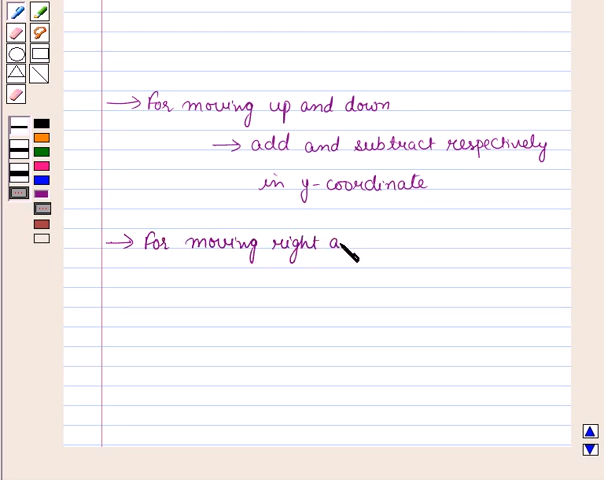 → For moving up and down
→ add and subtract respectively
in y-coordinate
→ For moving right a